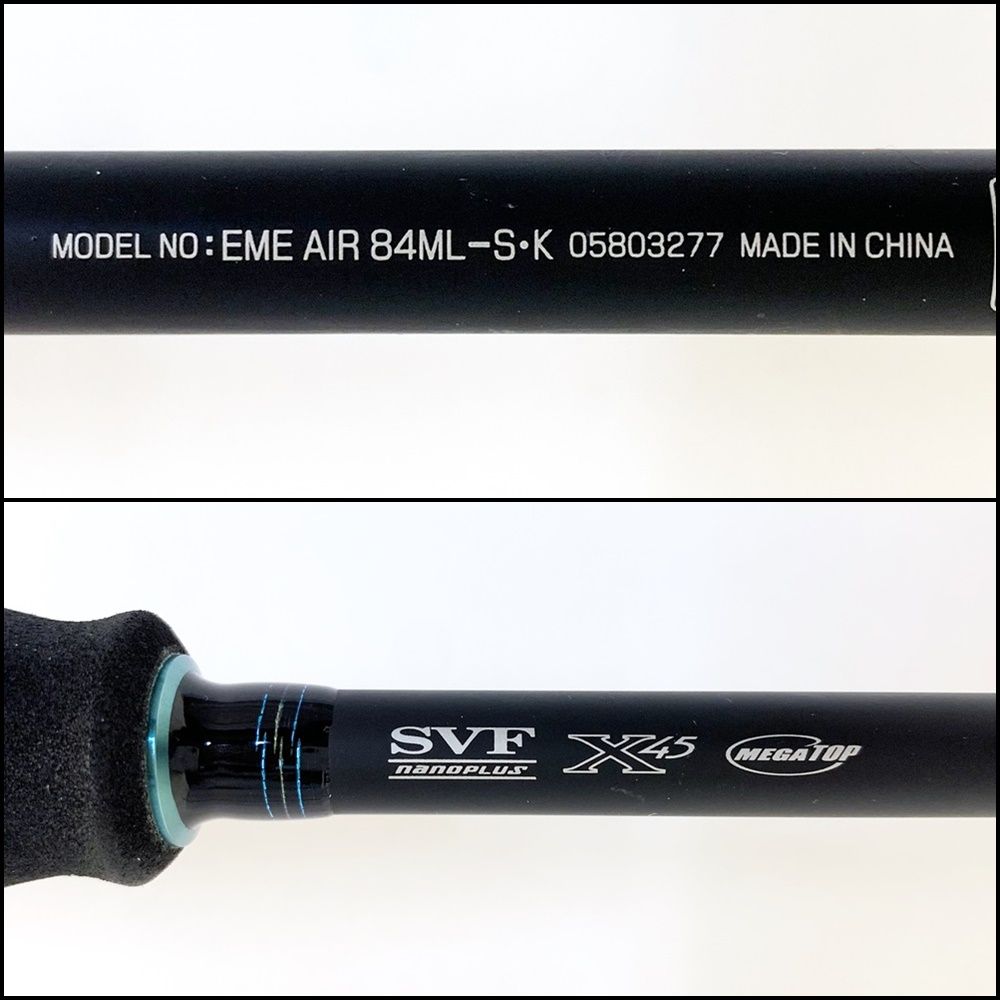 MODEL NO: EME AIR 84ML-S・K 05803277 MADE IN CHINA
SVF X45 MEGATOP
nanoPLUS